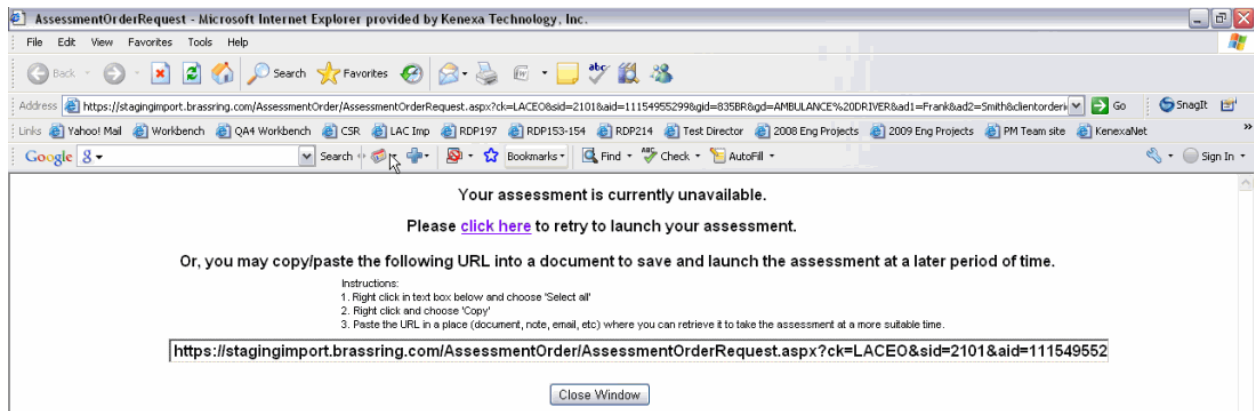 AssessmentOrderRequest - Microsoft Internet Explorer provided by Kenexa Technology, Inc.
File Edit View Favorites Tools Help
Back Search Favorites
Address https://stagingimport.brassring.com/AssessmentOrder/AssessmentOrderRequest.aspx?ck=LACEO&sid=2101&aid=1115495529&gid=835BR&gd=AMBULANCE%20DRIVER&ad1=Frank&ad2=Smith&clientorderi Go SnagIt
Links Yahoo! Mail Workbench QA4 Workbench CSR LAC Imp RDP197 RDP153-154 RDP214 Test Director 2008 Eng Projects 2009 Eng Projects PM Team site KenexaNet »
Google Search Bookmarks Find Check AutoFill Sign In
Your assessment is currently unavailable.
Please click here to retry to launch your assessment.
Or, you may copy/paste the following URL into a document to save and launch the assessment at a later period of time.
Instructions:
1. Right click in text box below and choose 'Select all'
2. Right click and choose 'Copy'
3. Paste the URL in a place (document, note, email, etc) where you can retrieve it to take the assessment at a more suitable time.
https://stagingimport.brassring.com/AssessmentOrder/AssessmentOrderRequest.aspx?ck=LACEO&sid=2101&aid=111549552
Close Window